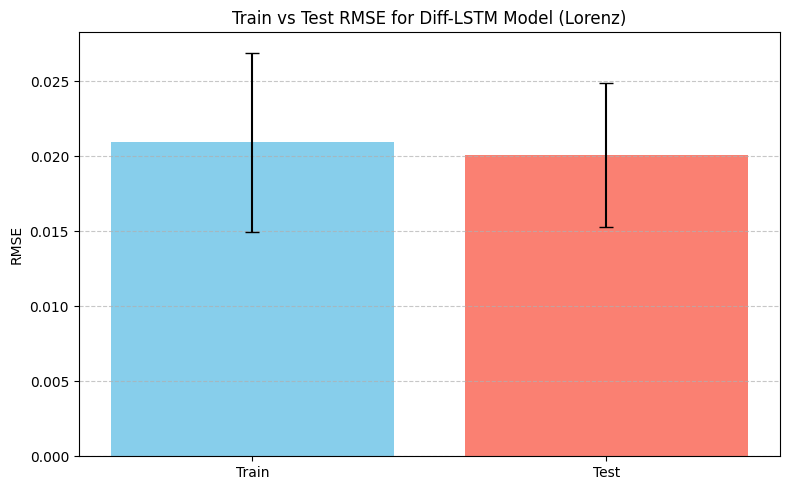 Train vs Test RMSE for Diff-LSTM Model (Lorenz)
RMSE
0.025
0.020
0.015
0.010
0.005
0.000
Train
Test